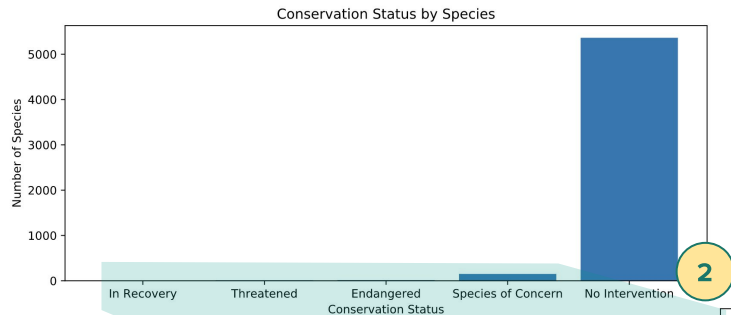 Conservation Status by Species
Number of Species
5000
4000
3000
2000
1000
0
In Recovery Threatened Endangered Species of Concern No Intervention
Conservation Status
2